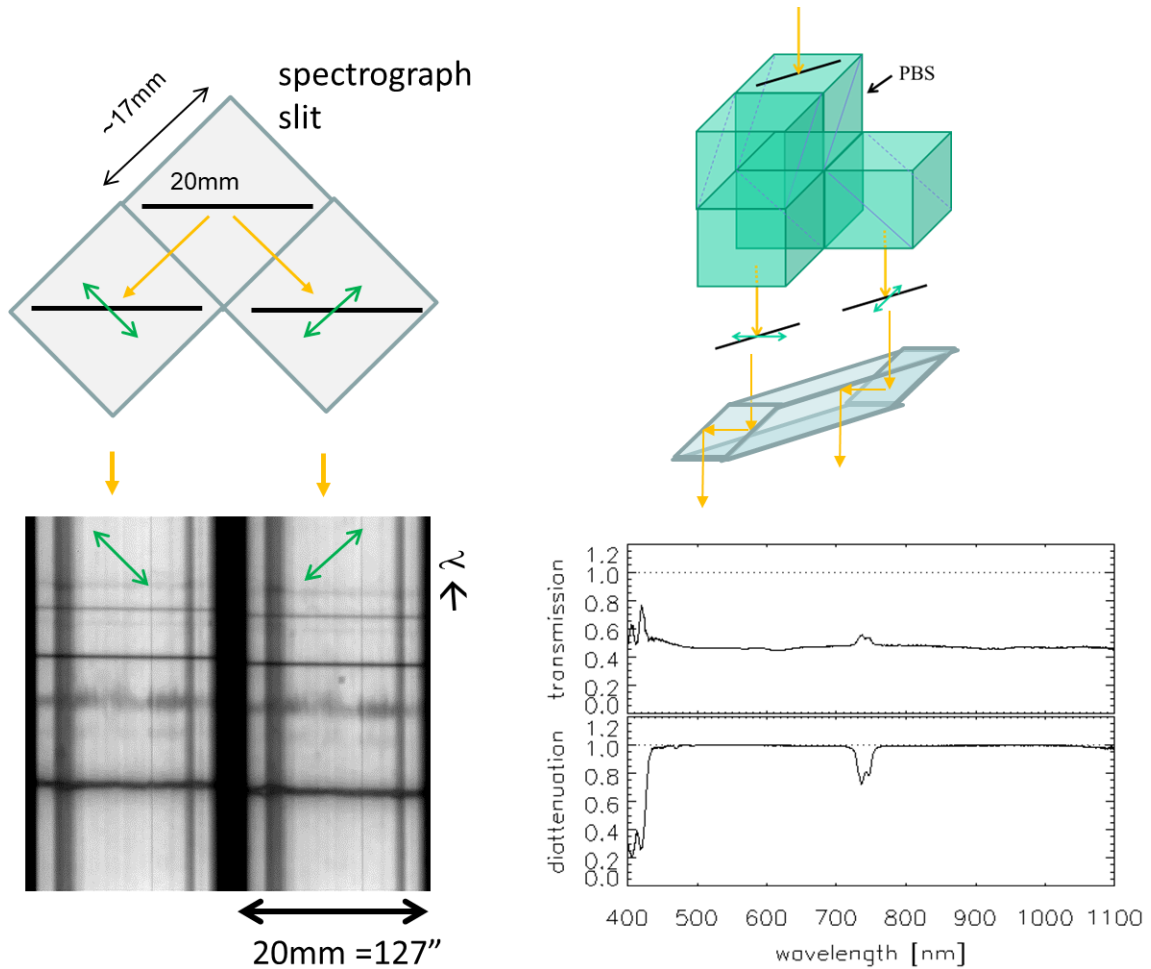 spectrograph
slit
~17mm
20mm
PBS
λ
20mm =127”
transmission
1.2
1.0
0.8
0.6
0.4
0.2
0.0
diattenuation
1.2
1.0
0.8
0.6
0.4
0.2
0.0
400 500 600 700 800 900 1000 1100
wavelength [nm]